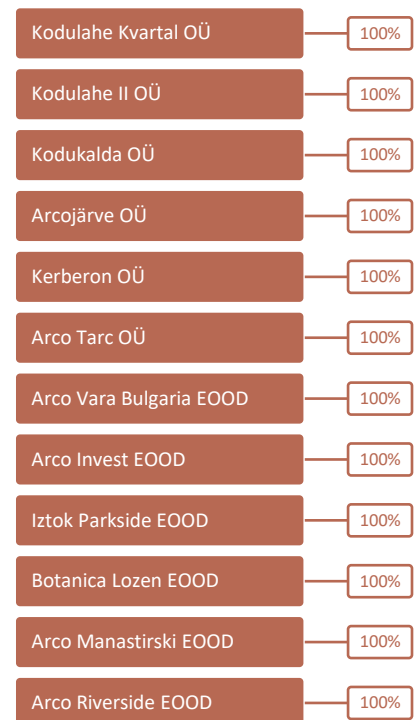 Kodulahe Kvartal OÜ 100%
Kodulahe II OÜ 100%
Kodukalda OÜ 100%
Arcojärve OÜ 100%
Kerberon OÜ 100%
Arco Tarc OÜ 100%
Arco Vara Bulgaria EOOD 100%
Arco Invest EOOD 100%
Iztok Parkside EOOD 100%
Botanica Lozen EOOD 100%
Arco Manastirski EOOD 100%
Arco Riverside EOOD 100%